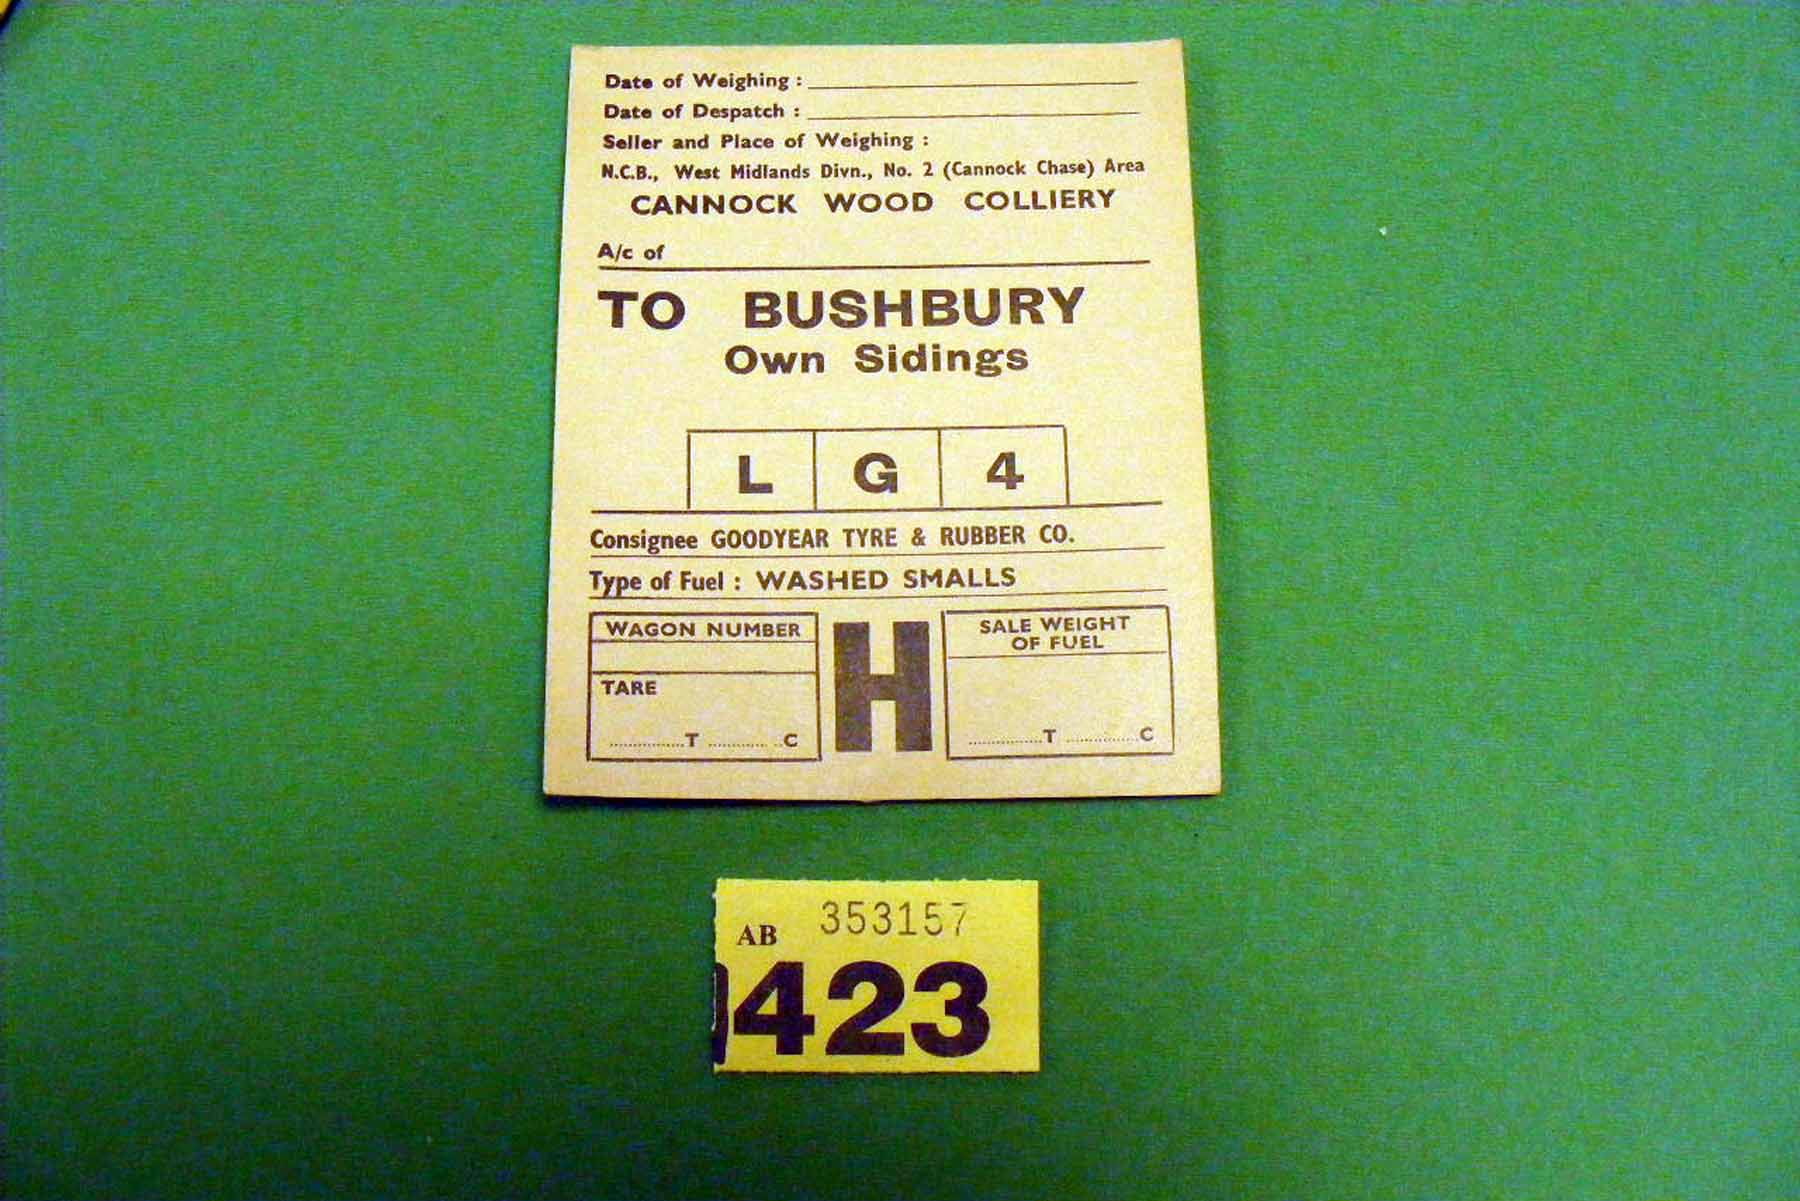 Date of Weighing :
Date of Despatch :
Seller and Place of Weighing :
N.C.B., West Midlands Divn., No. 2 (Cannock Chase) Area
CANNOCK WOOD COLLIERY
A/c of
TO BUSHBURY
Own Sidings
L G 4
Consignee GOODYEAR TYRE & RUBBER CO.
Type of Fuel : WASHED SMALLS
WAGON NUMBER
TARE
............T ............C
H
SALE WEIGHT
OF FUEL
............T ............C
AB 353157
423